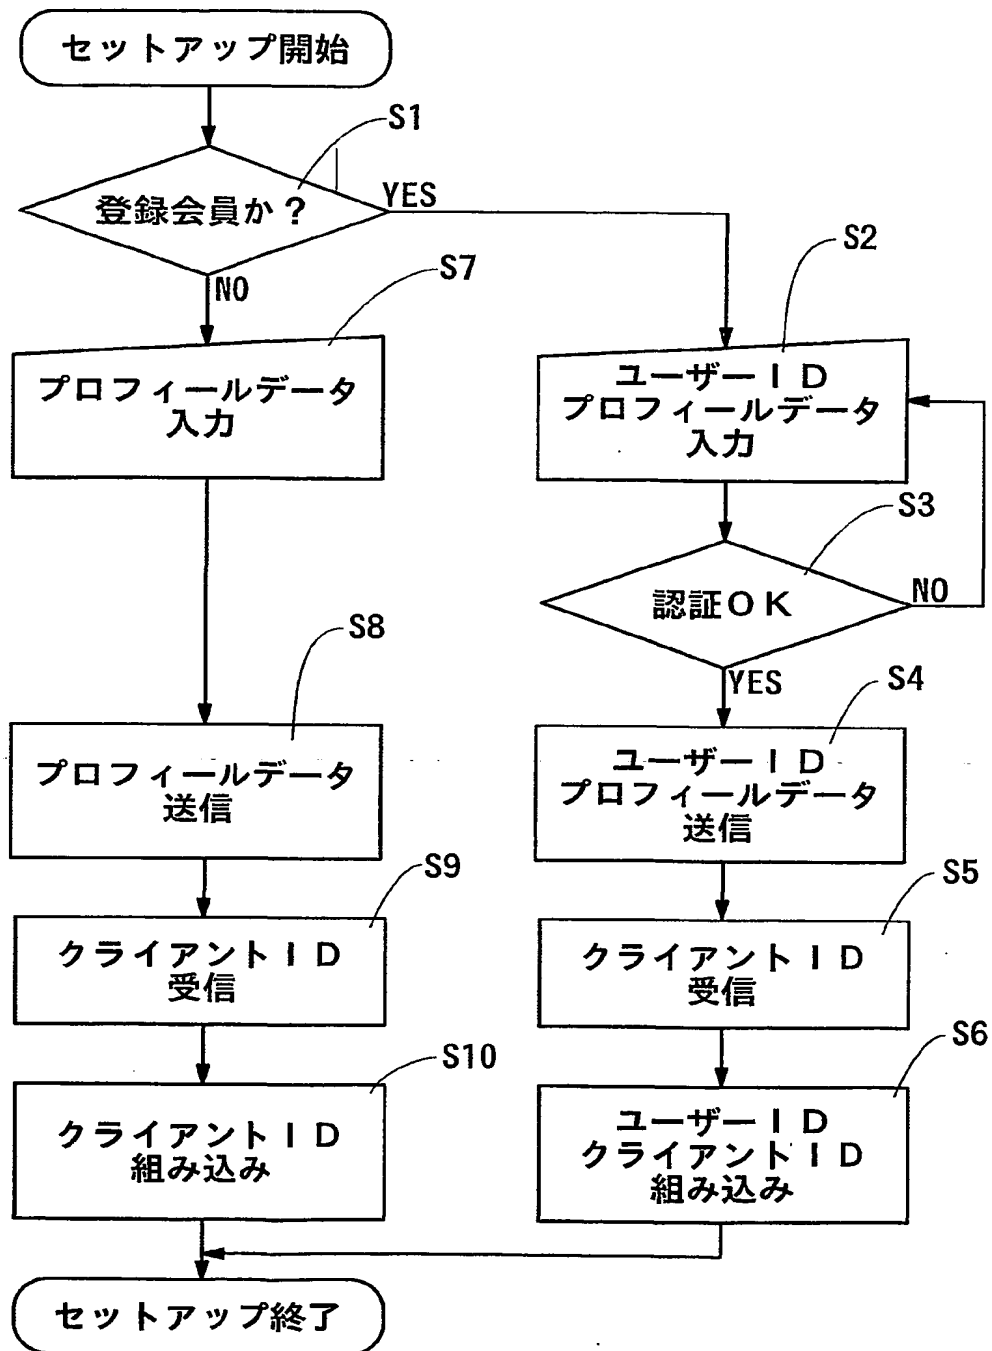 セットアップ開始
S1
登録会員か？
YES
NO
S2
ユーザーＩＤ
プロフィールデータ
入力
S7
プロフィールデータ
入力
S3
認証ＯＫ
NO
YES
S4
ユーザーＩＤ
プロフィールデータ
送信
S8
プロフィールデータ
送信
S5
クライアントＩＤ
受信
S9
クライアントＩＤ
受信
S6
ユーザーＩＤ
クライアントＩＤ
組み込み
S10
クライアントＩＤ
組み込み
セットアップ終了